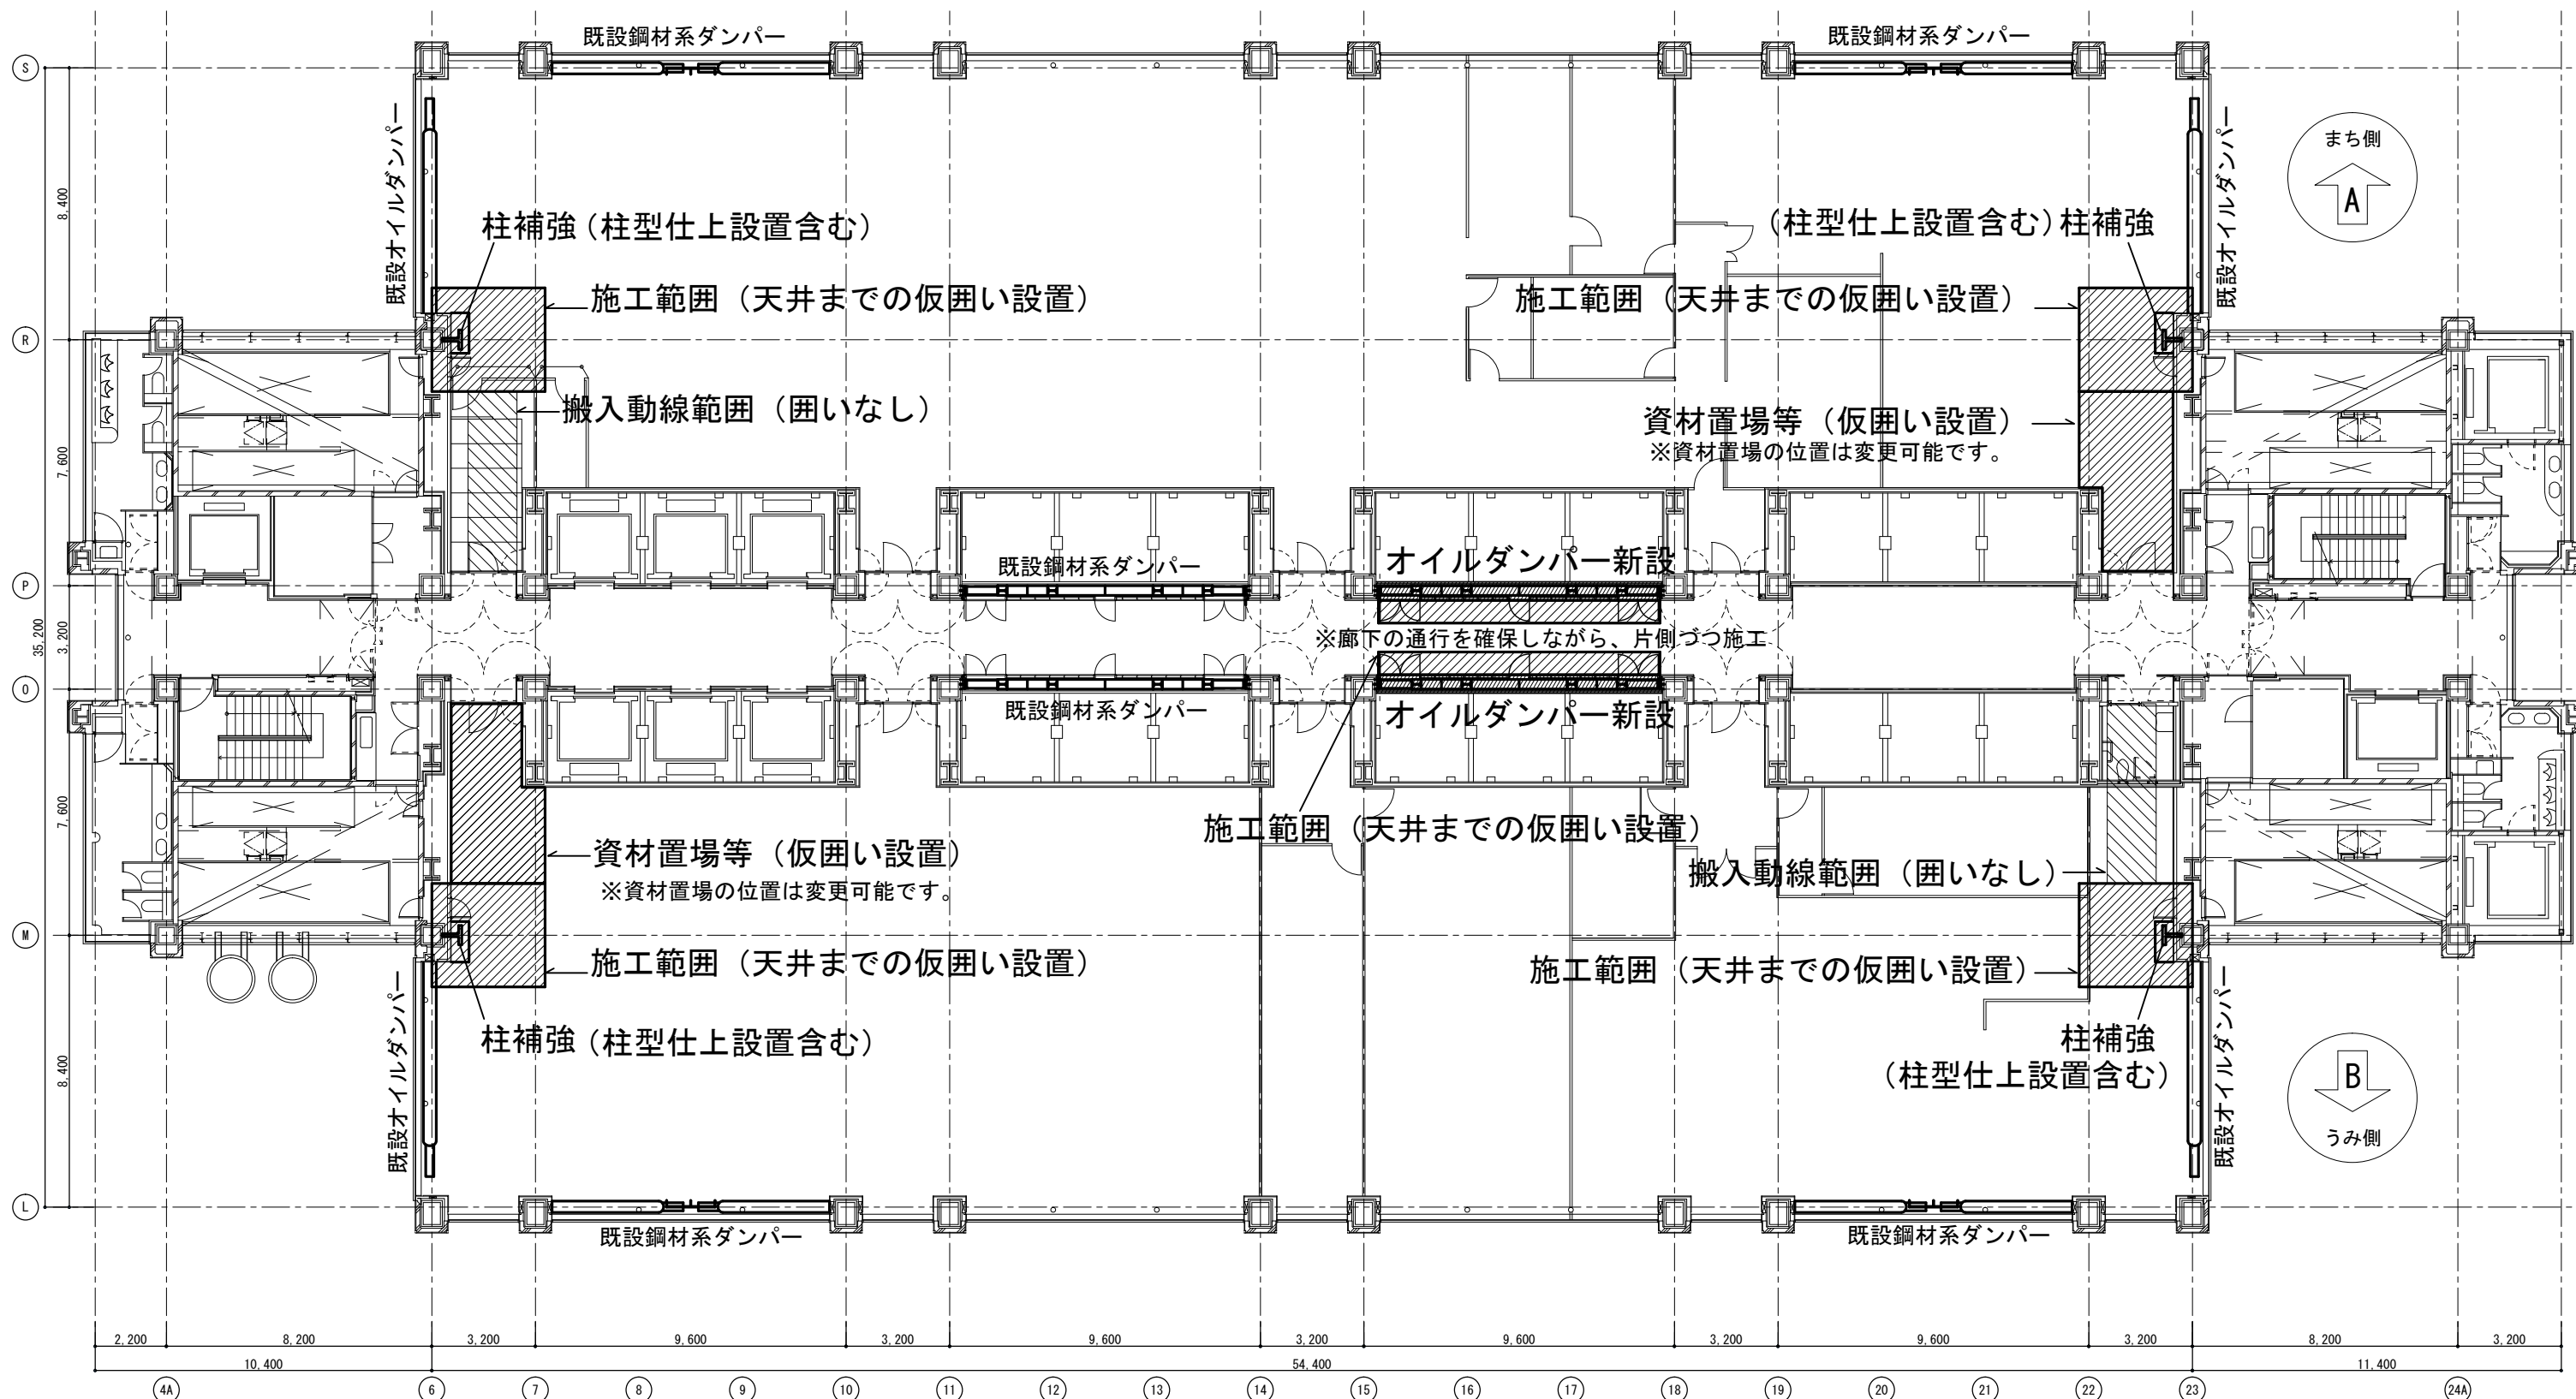 既設鋼材系ダンパー
既設鋼材系ダンパー
S
既設オイルダンパー
既設オイルダンパー
まち側
A
8,400
柱補強（柱型仕上設置含む）
（柱型仕上設置含む）柱補強
施工範囲（天井までの仮囲い設置）
施工範囲（天井までの仮囲い設置）
R
搬入動線範囲（囲いなし）
資材置場等（仮囲い設置）
※資材置場の位置は変更可能です。
7,600
既設鋼材系ダンパー
オイルダンパー新設
P
35,200
3,200
※廊下の通行を確保しながら、片側づつ施工
O
既設鋼材系ダンパー
オイルダンパー新設
7,600
施工範囲（天井までの仮囲い設置）
資材置場等（仮囲い設置）
※資材置場の位置は変更可能です。
搬入動線範囲（囲いなし）
M
施工範囲（天井までの仮囲い設置）
施工範囲（天井までの仮囲い設置）
既設オイルダンパー
既設オイルダンパー
柱補強（柱型仕上設置含む）
柱補強
（柱型仕上設置含む）
8,400
B
うみ側
L
既設鋼材系ダンパー
既設鋼材系ダンパー
2,200 8,200 3,200 9,600 3,200 9,600 3,200 9,600 3,200 9,600 3,200 8,200 3,200
10,400 54,400 11,400
4A 6 7 8 9 10 11 12 13 14 15 16 17 18 19 20 21 22 23 24A